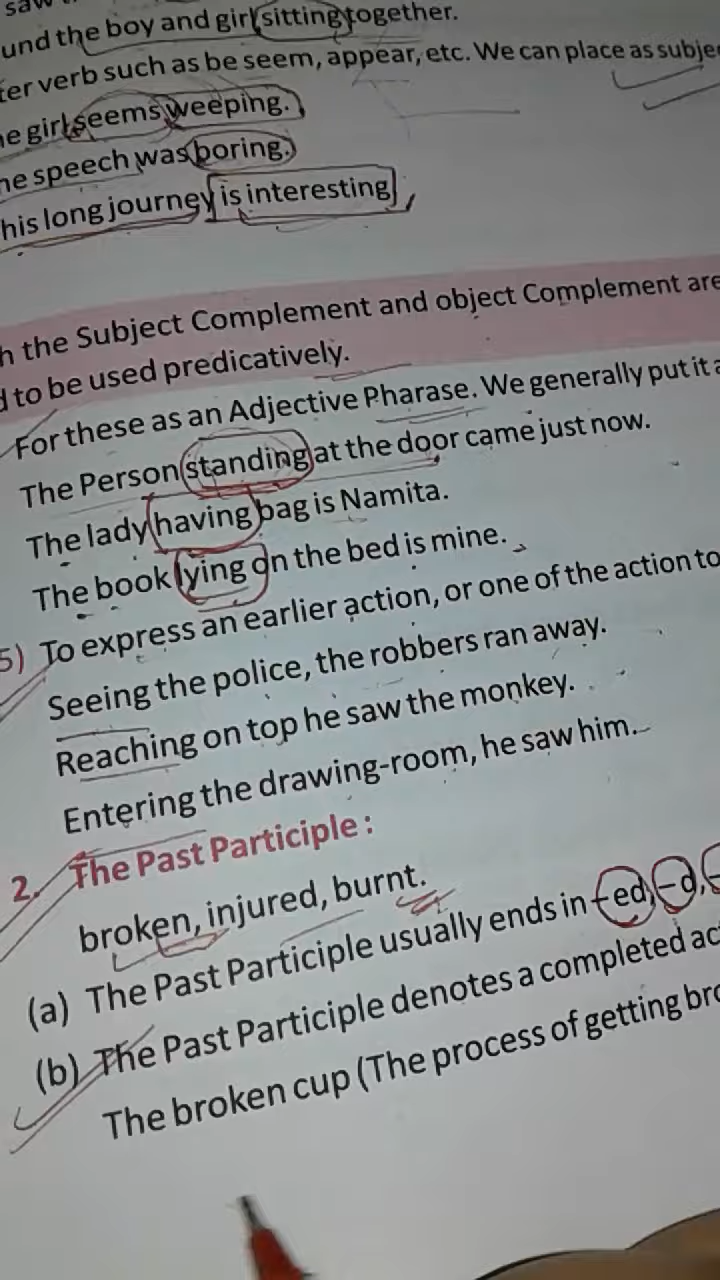 saw
und the boy and girl sitting together.
ter verb such as be seem, appear, etc. We can place as subje
he girl seems weeping.
he speech was boring.
his long journey is interesting
h the Subject Complement and object Complement are
d to be used predicatively.
For these as an Adjective Pharase. We generally put it a
The Person standing at the door came just now.
The lady having bag is Namita.
The book lying on the bed is mine.
5) To express an earlier action, or one of the action to
Seeing the police, the robbers ran away.
Reaching on top he saw the monkey.
Entering the drawing-room, he saw him.
2. The Past Participle :
broken, injured, burnt.
(a) The Past Participle usually ends in -ed, -d,
(b) The Past Participle denotes a completed ac
The broken cup (The process of getting bro